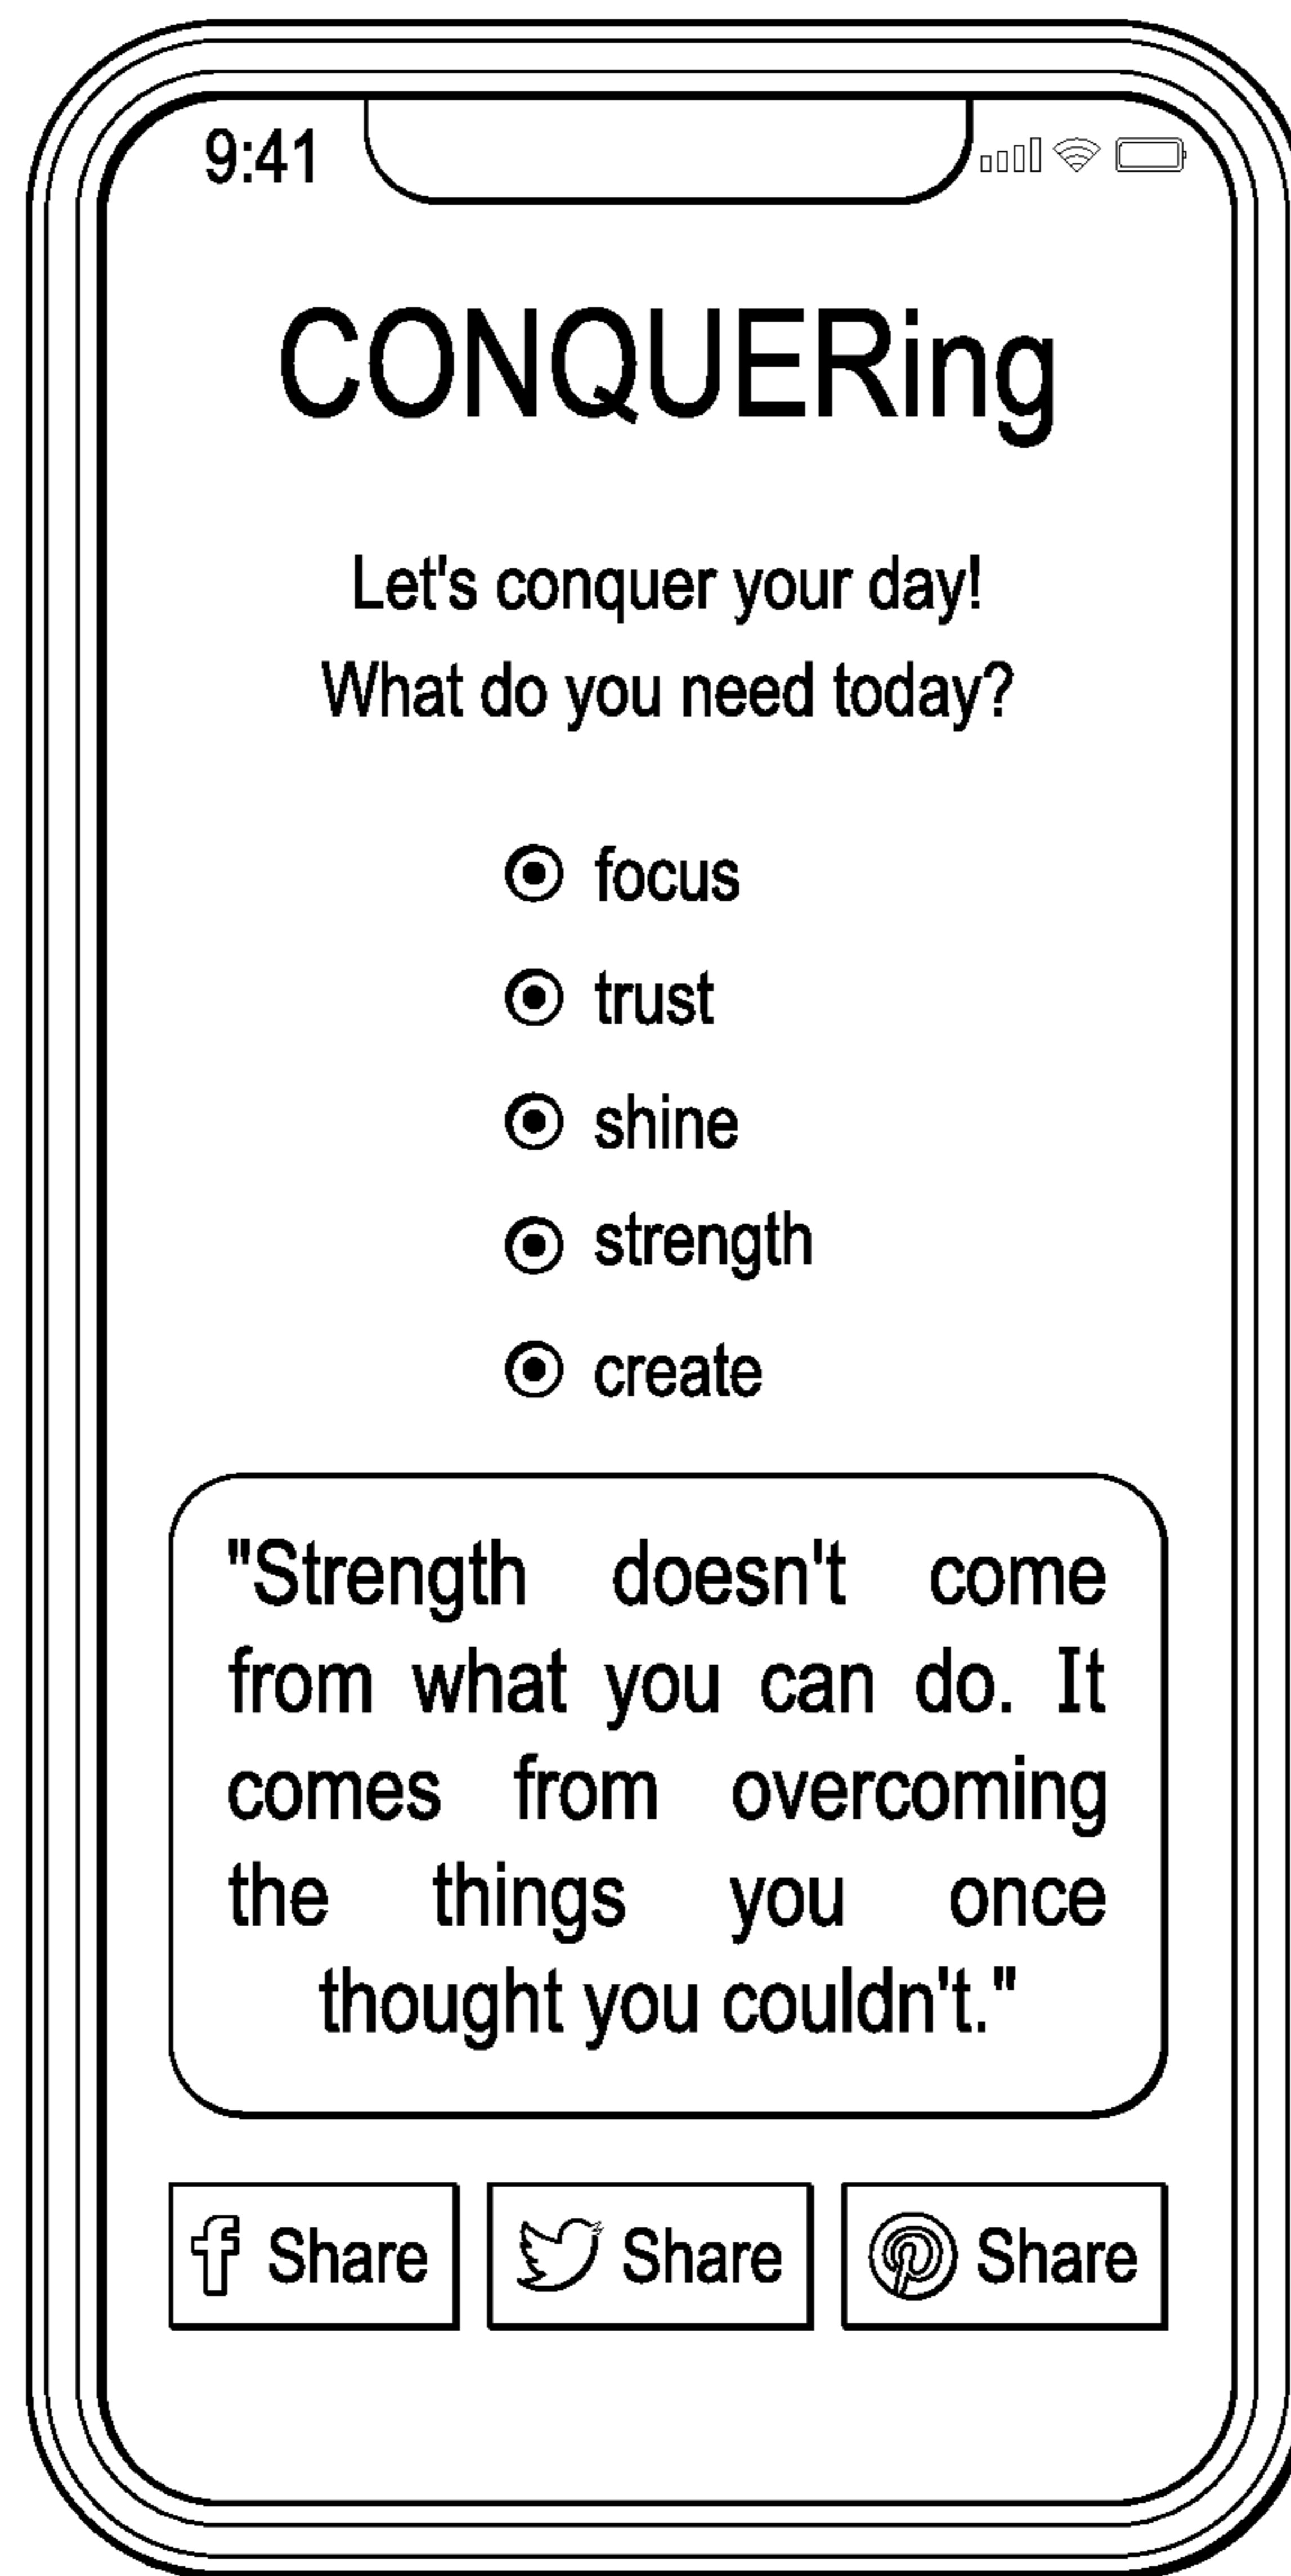 9:41
CONQUERing
Let's conquer your day!
What do you need today?
focus
trust
shine
strength
create
"Strength doesn't come
from what you can do. It
comes from overcoming
the things you once
thought you couldn't."
Share Share Share